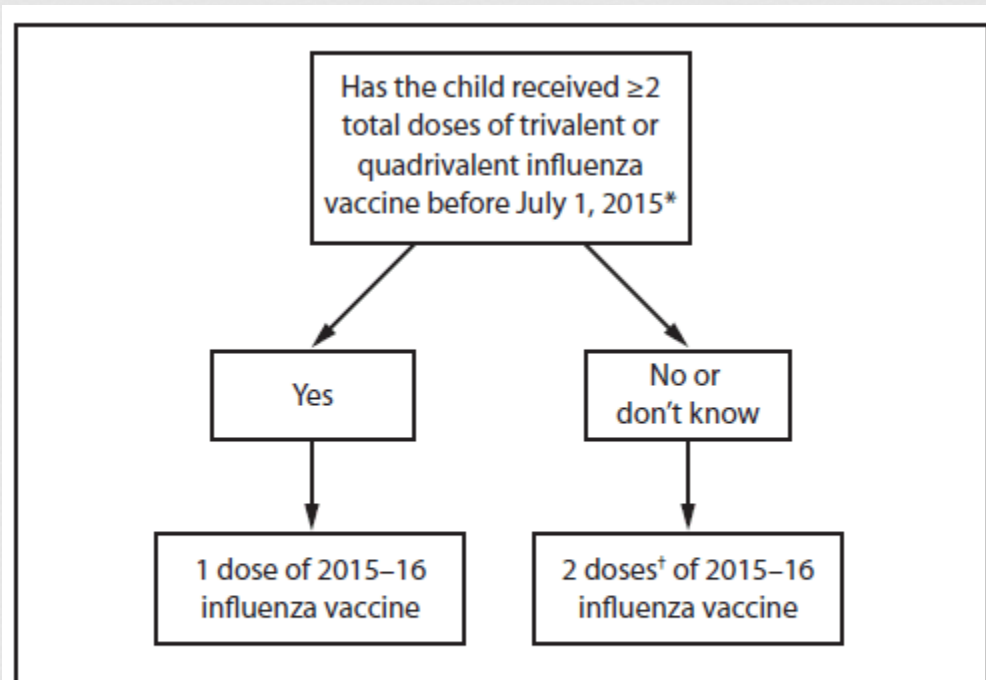 Has the child received ≥2
total doses of trivalent or
quadrivalent influenza
vaccine before July 1, 2015*
Yes
No or
don't know
1 dose of 2015–16
influenza vaccine
2 doses† of 2015–16
influenza vaccine